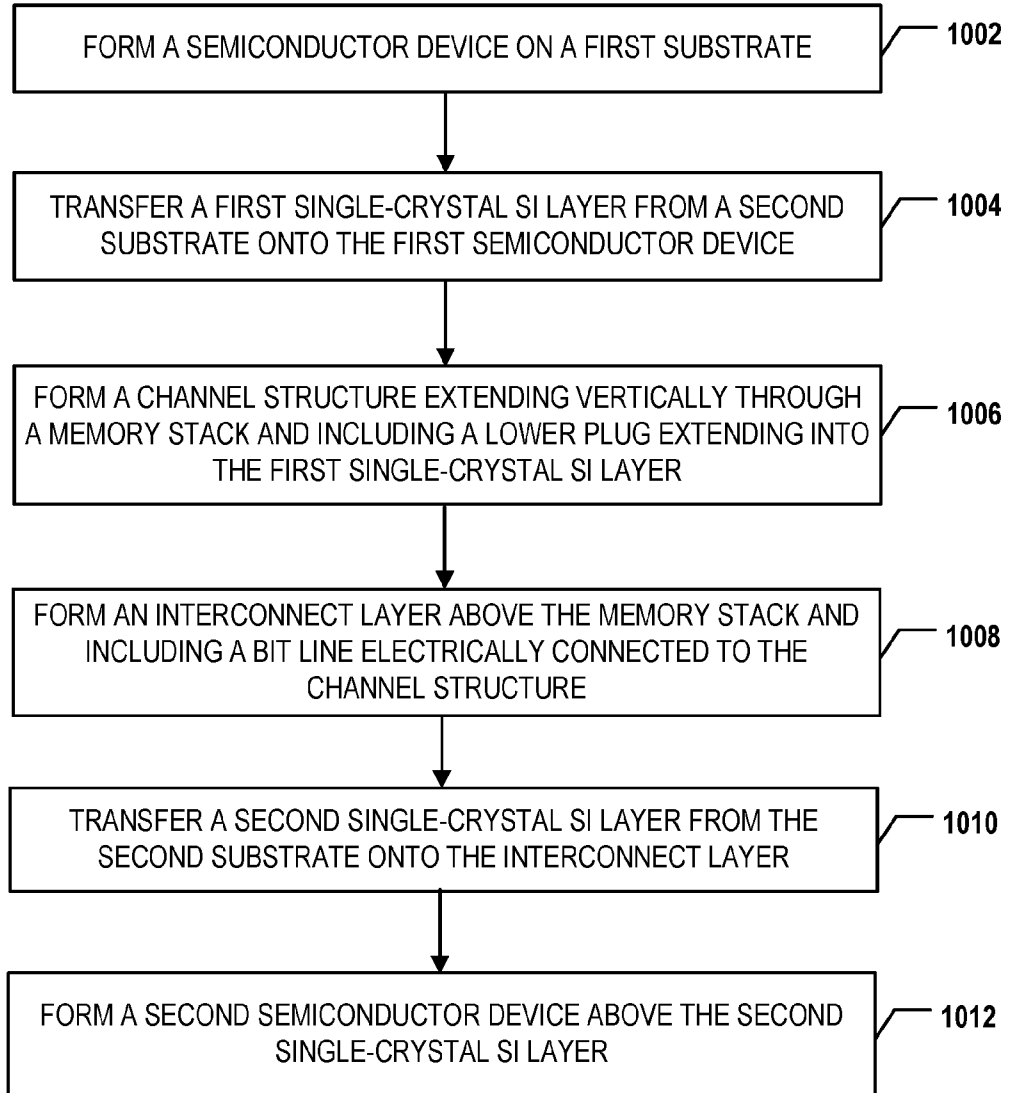 FORM A SEMICONDUCTOR DEVICE ON A FIRST SUBSTRATE
1002
TRANSFER A FIRST SINGLE-CRYSTAL SI LAYER FROM A SECOND
SUBSTRATE ONTO THE FIRST SEMICONDUCTOR DEVICE
1004
FORM A CHANNEL STRUCTURE EXTENDING VERTICALLY THROUGH
A MEMORY STACK AND INCLUDING A LOWER PLUG EXTENDING INTO
THE FIRST SINGLE-CRYSTAL SI LAYER
1006
FORM AN INTERCONNECT LAYER ABOVE THE MEMORY STACK AND
INCLUDING A BIT LINE ELECTRICALLY CONNECTED TO THE
CHANNEL STRUCTURE
1008
TRANSFER A SECOND SINGLE-CRYSTAL SI LAYER FROM THE
SECOND SUBSTRATE ONTO THE INTERCONNECT LAYER
1010
FORM A SECOND SEMICONDUCTOR DEVICE ABOVE THE SECOND
SINGLE-CRYSTAL SI LAYER
1012